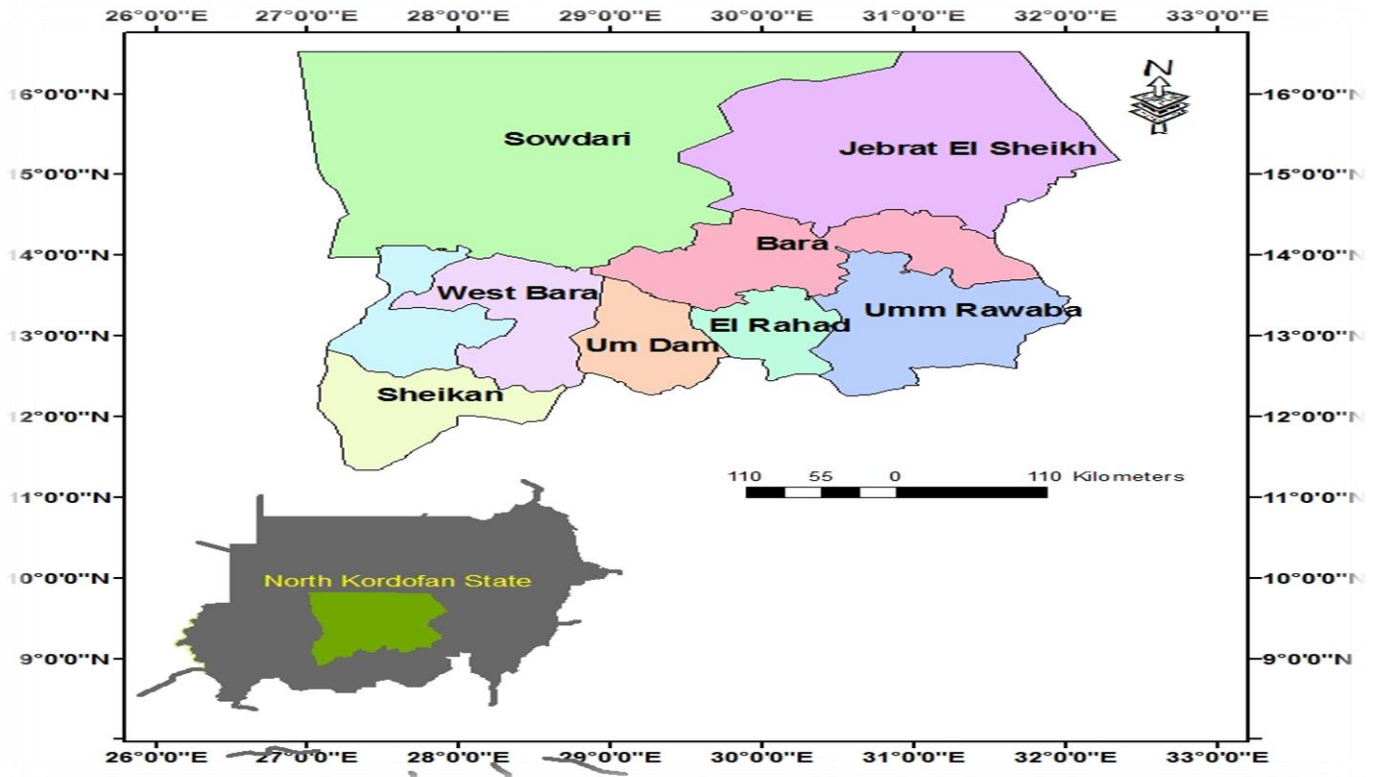 26°0'0"E 27°0'0"E 28°0'0"E 29°0'0"E 30°0'0"E 31°0'0"E 32°0'0"E 33°0'0"E
N
16°0'0"N 16°0'0"N
Sowdari
Jebrat El Sheikh
15°0'0"N 15°0'0"N
Bara
14°0'0"N 14°0'0"N
West Bara
Umm Rawaba
El Rahad
13°0'0"N 13°0'0"N
Um Dam
Sheikan
12°0'0"N 12°0'0"N
110 55 0 110 Kilometers
11°0'0"N 11°0'0"N
10°0'0"N 10°0'0"N
North Kordofan State
9°0'0"N 9°0'0"N
26°0'0"E 27°0'0"E 28°0'0"E 29°0'0"E 30°0'0"E 31°0'0"E 32°0'0"E 33°0'0"E